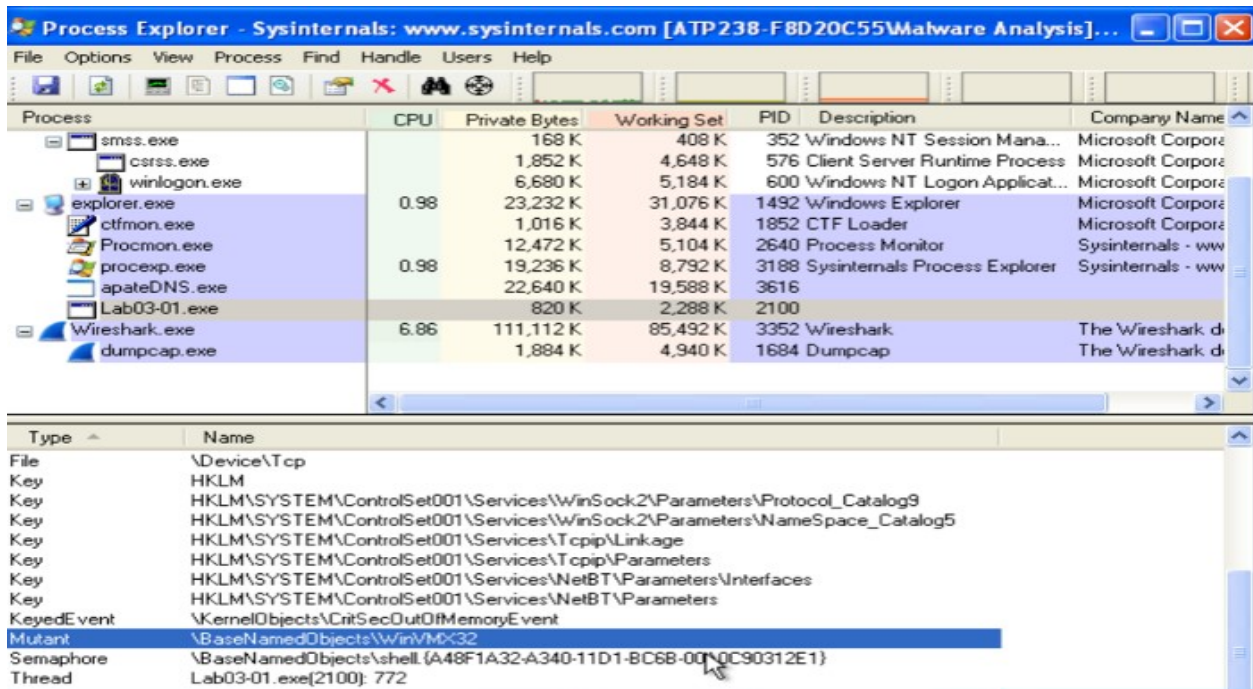 Process Explorer - Sysinternals: www.sysinternals.com [ATP238-F8D20C55\Malware Analysis]...
File Options View Process Find Handle Users Help
Process CPU Private Bytes Working Set PID Description Company Name
smss.exe 168 K 408 K 352 Windows NT Session Mana... Microsoft Corpora
csrss.exe 1,852 K 4,648 K 576 Client Server Runtime Process Microsoft Corpora
winlogon.exe 6,680 K 5,184 K 600 Windows NT Logon Applicat... Microsoft Corpora
explorer.exe 0.98 23,232 K 31,076 K 1492 Windows Explorer Microsoft Corpora
ctfmon.exe 1,016 K 3,844 K 1852 CTF Loader Microsoft Corpora
Procmon.exe 12,472 K 5,104 K 2640 Process Monitor Sysinternals - ww
procexp.exe 0.98 19,236 K 8,792 K 3188 Sysinternals Process Explorer Sysinternals - ww
apateDNS.exe 22,640 K 19,588 K 3616
Lab03-01.exe 820 K 2,288 K 2100
Wireshark.exe 6.86 111,112 K 85,492 K 3352 Wireshark The Wireshark d
dumpcap.exe 1,884 K 4,940 K 1684 Dumpcap The Wireshark d
Type Name
File \Device\Tcp
Key HKLM
Key HKLM\SYSTEM\ControlSet001\Services\WinSock2\Parameters\Protocol_Catalog9
Key HKLM\SYSTEM\ControlSet001\Services\WinSock2\Parameters\NameSpace_Catalog5
Key HKLM\SYSTEM\ControlSet001\Services\Tcpip\Linkage
Key HKLM\SYSTEM\ControlSet001\Services\Tcpip\Parameters
Key HKLM\SYSTEM\ControlSet001\Services\NetBT\Parameters\Interfaces
Key HKLM\SYSTEM\ControlSet001\Services\NetBT\Parameters
KeyedEvent \KernelObjects\CritSecOutOfMemoryEvent
Mutant \BaseNamedObjects\WinVMX32
Semaphore \BaseNamedObjects\shell.{A48F1A32-A340-11D1-BC6B-00A0C90312E1}
Thread Lab03-01.exe(2100): 772